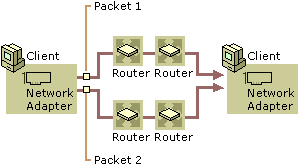 Packet 1
Client
Network
Adapter
Router Router
Client
Network
Adapter
Router Router
Packet 2